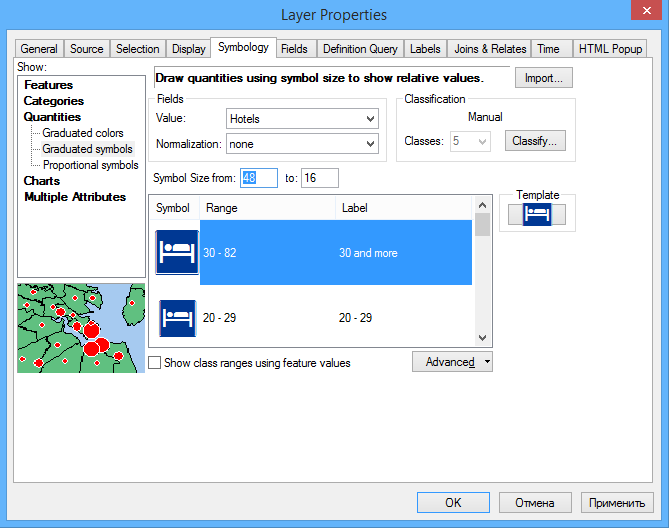 Layer Properties
General Source Selection Display Symbology Fields Definition Query Labels Joins & Relates Time HTML Popup
Show:
Features
Categories
Quantities
Graduated colors
Graduated symbols
Proportional symbols
Charts
Multiple Attributes
Draw quantities using symbol size to show relative values.
Import...
Fields
Value: Hotels
Normalization: none
Classification
Manual
Classes: 5 Classify...
Symbol Size from: 48 to: 16
Symbol Range Label
30 - 82 30 and more
20 - 29 20 - 29
Template
Show class ranges using feature values
Advanced
OK Отмена Применить